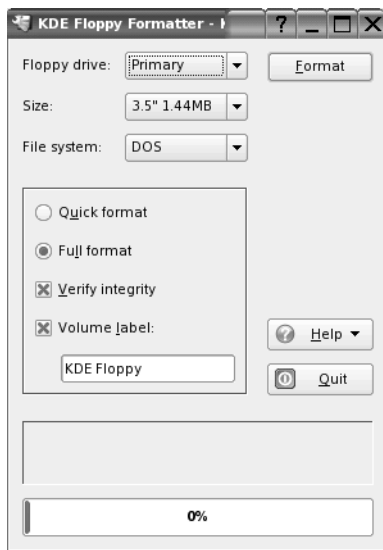 KDE Floppy Formatter -
Floppy drive: Primary Format
Size: 3.5" 1.44MB
File system: DOS
Quick format
Full format
Verify integrity
Volume label:
KDE Floppy
Help
Quit
0%